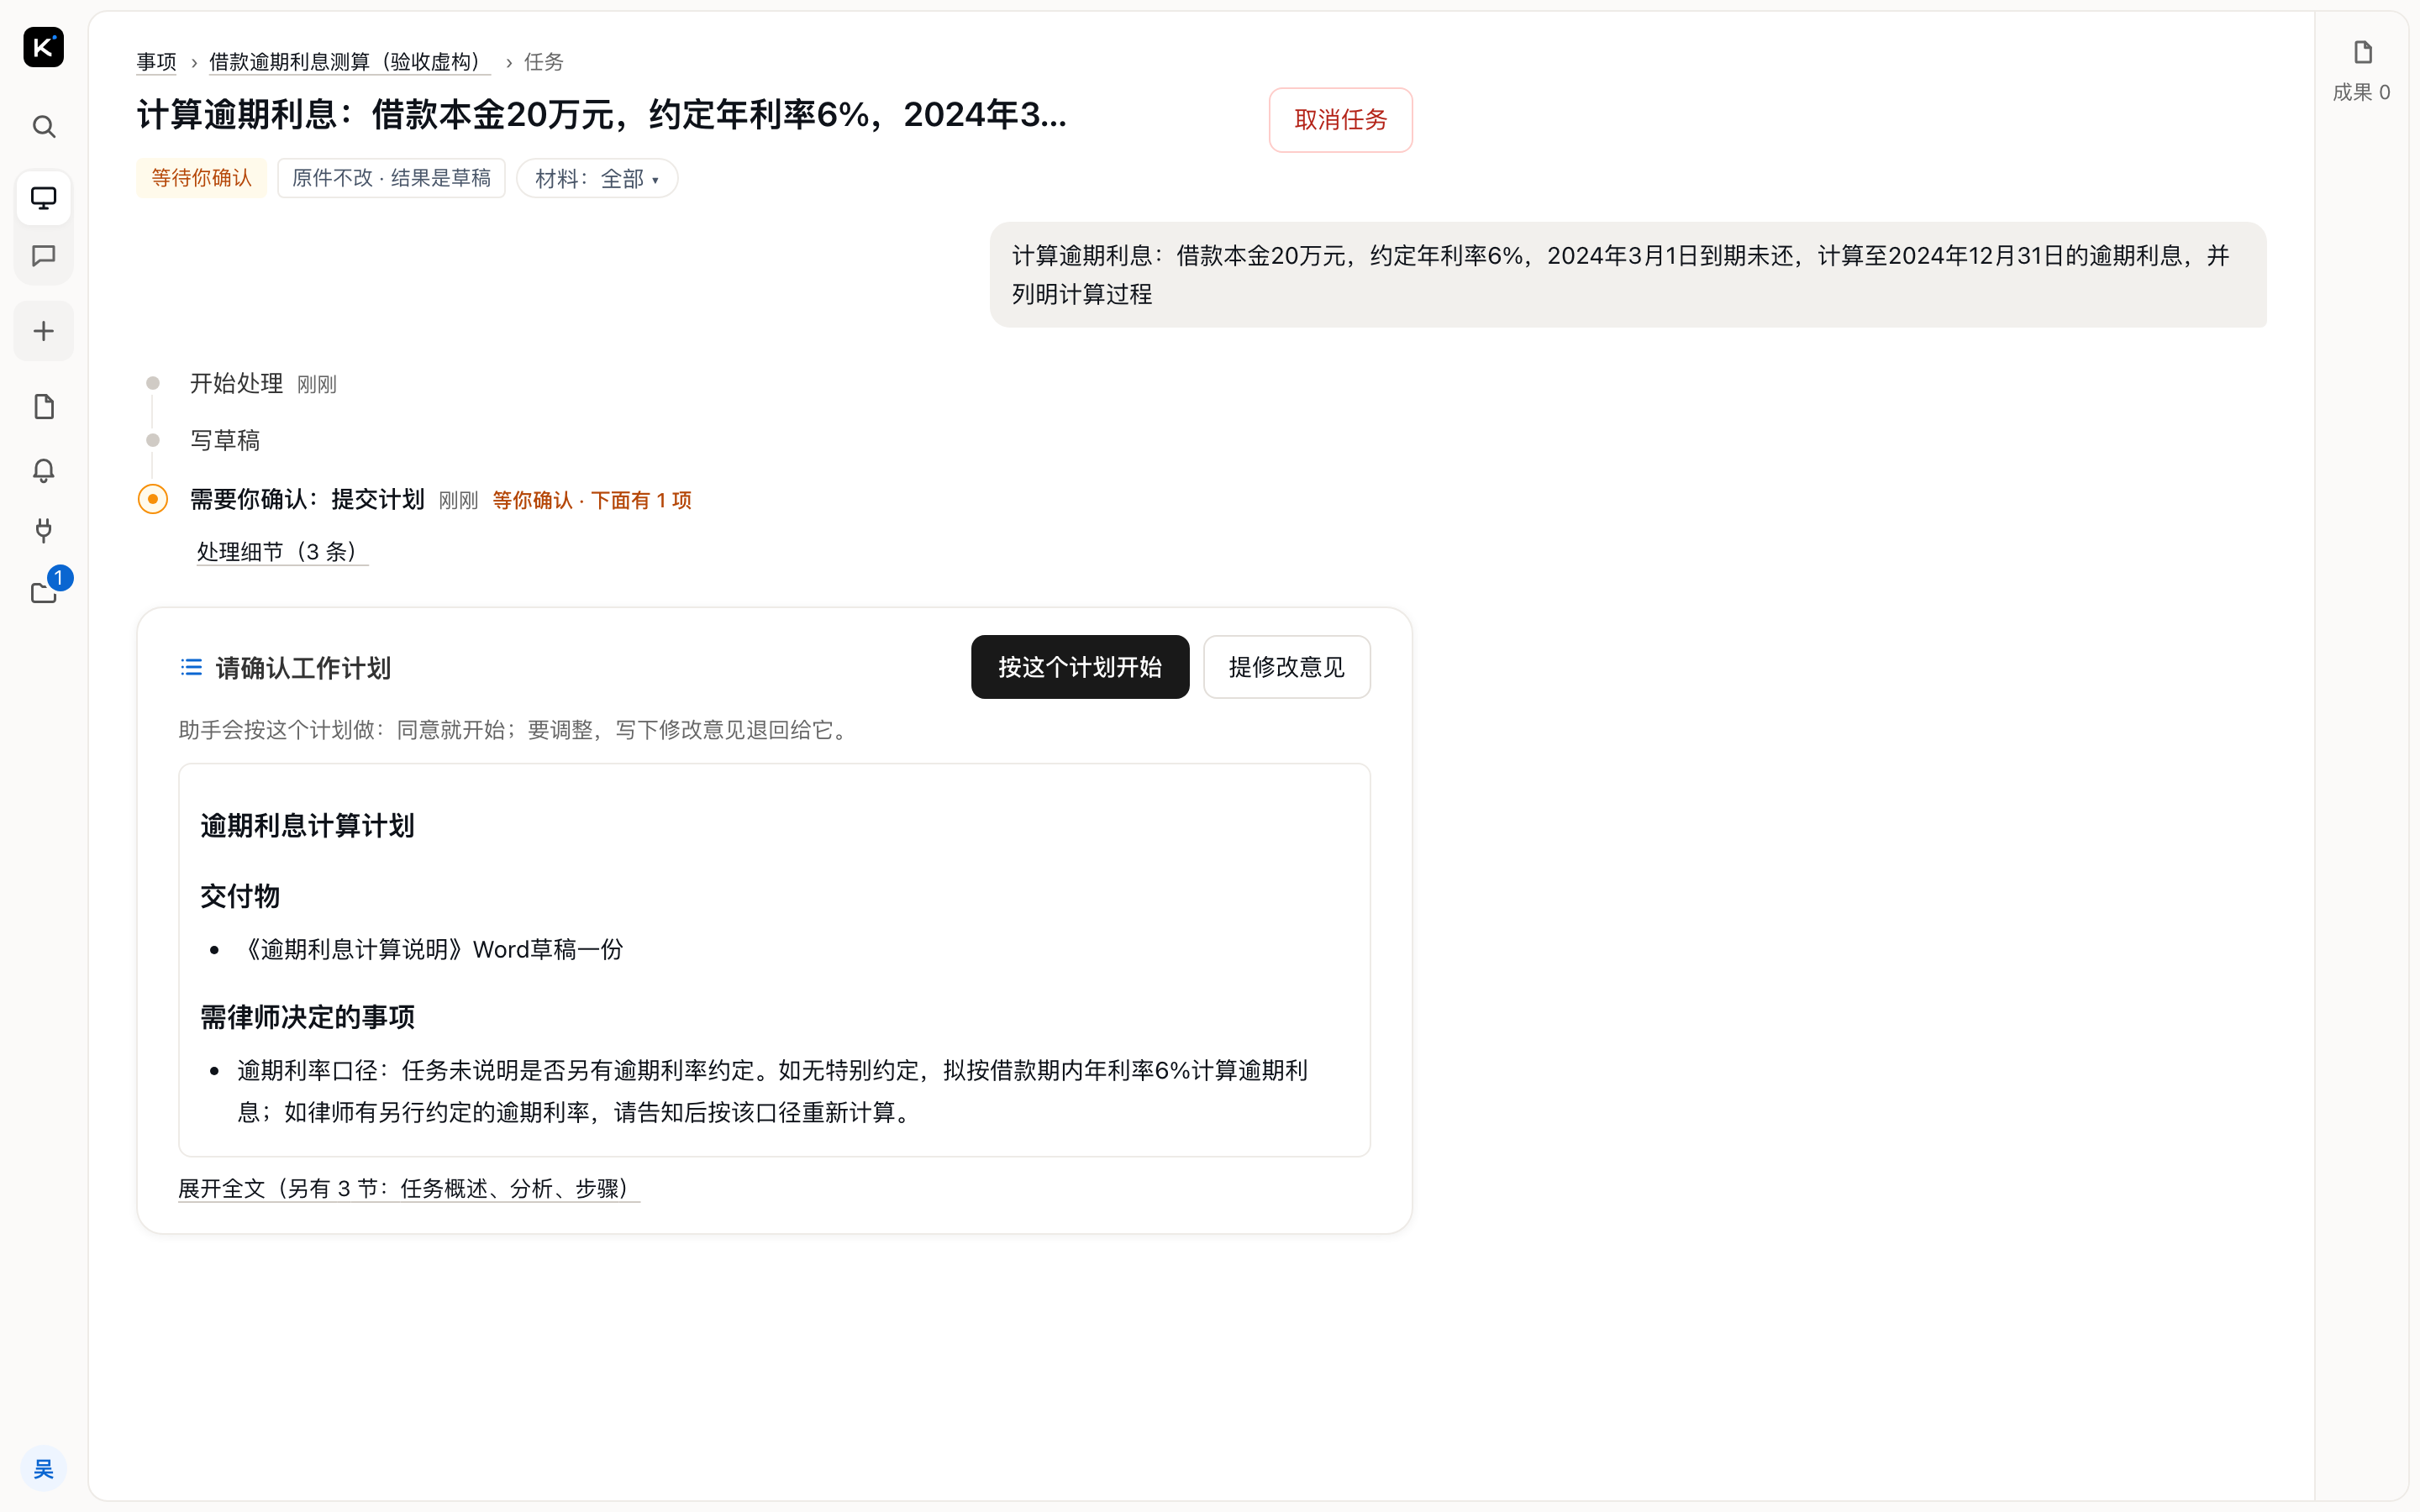 K
事项 › 借款逾期利息测算（验收虚构） › 任务
计算逾期利息：借款本金20万元，约定年利率6%，2024年3...
取消任务
成果 0
等待你确认
原件不改 · 结果是草稿
材料：全部 ▾
计算逾期利息：借款本金20万元，约定年利率6%，2024年3月1日到期未还，计算至2024年12月31日的逾期利息，并
列明计算过程
开始处理 刚刚
写草稿
需要你确认：提交计划 刚刚 等你确认 · 下面有 1 项
处理细节（3 条）
1
请确认工作计划
按这个计划开始
提修改意见
助手会按这个计划做：同意就开始；要调整，写下修改意见退回给它。
逾期利息计算计划
交付物
• 《逾期利息计算说明》Word草稿一份
需律师决定的事项
• 逾期利率口径：任务未说明是否另有逾期利率约定。如无特别约定，拟按借款期内年利率6%计算逾期利
息；如律师有另行约定的逾期利率，请告知后按该口径重新计算。
展开全文（另有 3 节：任务概述、分析、步骤）
吴